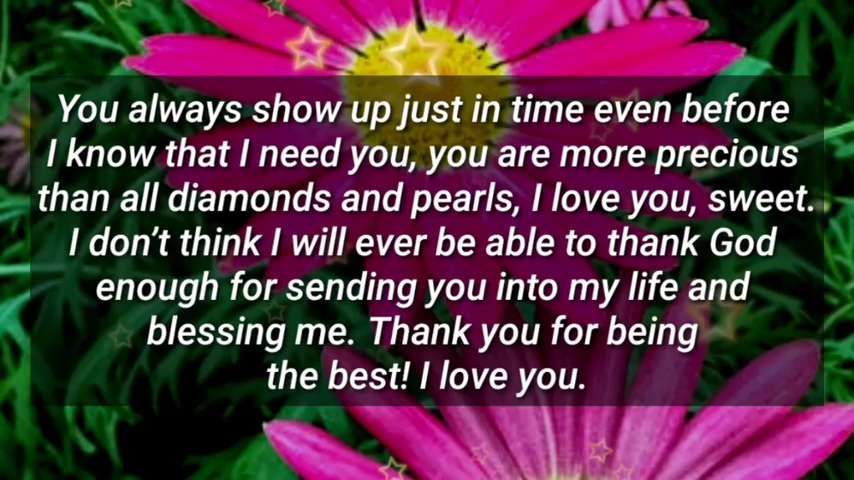 You always show up just in time even before
I know that I need you, you are more precious
than all diamonds and pearls, I love you, sweet.
I don’t think I will ever be able to thank God
enough for sending you into my life and
blessing me. Thank you for being
the best! I love you.